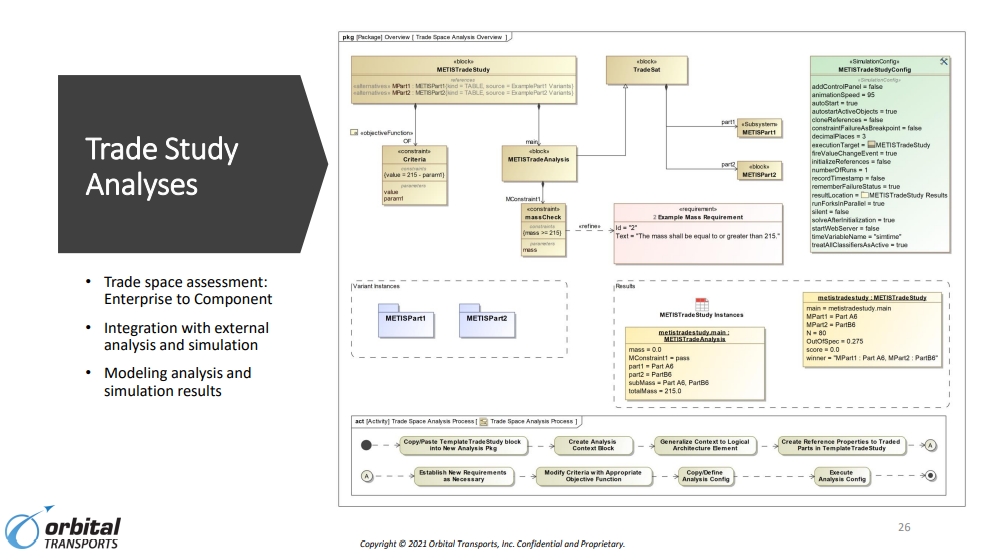 Trade Study
Analyses
• Trade space assessment:
Enterprise to Component
• Integration with external
analysis and simulation
• Modeling analysis and
simulation results
pkg [Package] Overview [ Trade Space Analysis Overview ]
«block»
METISTradeStudy
references
«alternatives» MPart1 : METISPart1{kind = TABLE, source = ExamplePart1 Variants}
«alternatives» MPart2 : METISPart2{kind = TABLE, source = ExamplePart2 Variants}
«block»
TradeSat
«SimulationConfig»
METISTradeStudyConfig
«SimulationConfig»
addControlPanel = false
animationSpeed = 95
autoStart = true
autostartActiveObjects = true
cloneReferences = false
constraintFailureAsBreakpoint = false
decimalPlaces = 3
executionTarget = METISTradeStudy
fireValueChangeEvent = true
initializeReferences = false
numberOfRuns = 1
recordTimestamp = false
rememberFailureStatus = true
resultLocation = METISTradeStudy Results
runForksInParallel = true
silent = false
solveAfterInitialization = true
startWebServer = false
timeVariableName = "simtime"
treatAllClassifiersAsActive = true
«objectiveFunction»
OF
main
part1
«Subsystem»
METISPart1
part2
«block»
METISPart2
«constraint»
Criteria
constraints
{value = 215 - param1}
parameters
value
param1
«block»
METISTradeAnalysis
MConstraint1
«constraint»
massCheck
constraints
{mass >= 215}
parameters
mass
«refine»
«requirement»
2 Example Mass Requirement
Id = "2"
Text = "The mass shall be equal to or greater than 215."
Variant Instances
METISPart1
METISPart2
Results
METISTradeStudy Instances
metistradestudy.main :
METISTradeAnalysis
mass = 0.0
MConstraint1 = pass
part1 = Part A6
part2 = PartB6
subMass = Part A6, PartB6
totalMass = 215.0
metistradestudy : METISTradeStudy
main = metistradestudy.main
MPart1 = Part A6
MPart2 = PartB6
N = 80
OutOfSpec = 0.275
score = 0.0
winner = "MPart1 : Part A6, MPart2 : PartB6"
act [Activity] Trade Space Analysis Process [ Trade Space Analysis Process ]
Copy/Paste TemplateTradeStudy block
into New Analysis Pkg
Create Analysis
Context Block
Generalize Context to Logical
Architecture Element
Create Reference Properties to Traded
Parts in TemplateTradeStudy
A
A
Establish New Requirements
as Necessary
Modify Criteria with Appropriate
Objective Function
Copy/Define
Analysis Config
Execute
Analysis Config
orbital
TRANSPORTS
Copyright © 2021 Orbital Transports, Inc. Confidential and Proprietary.
26